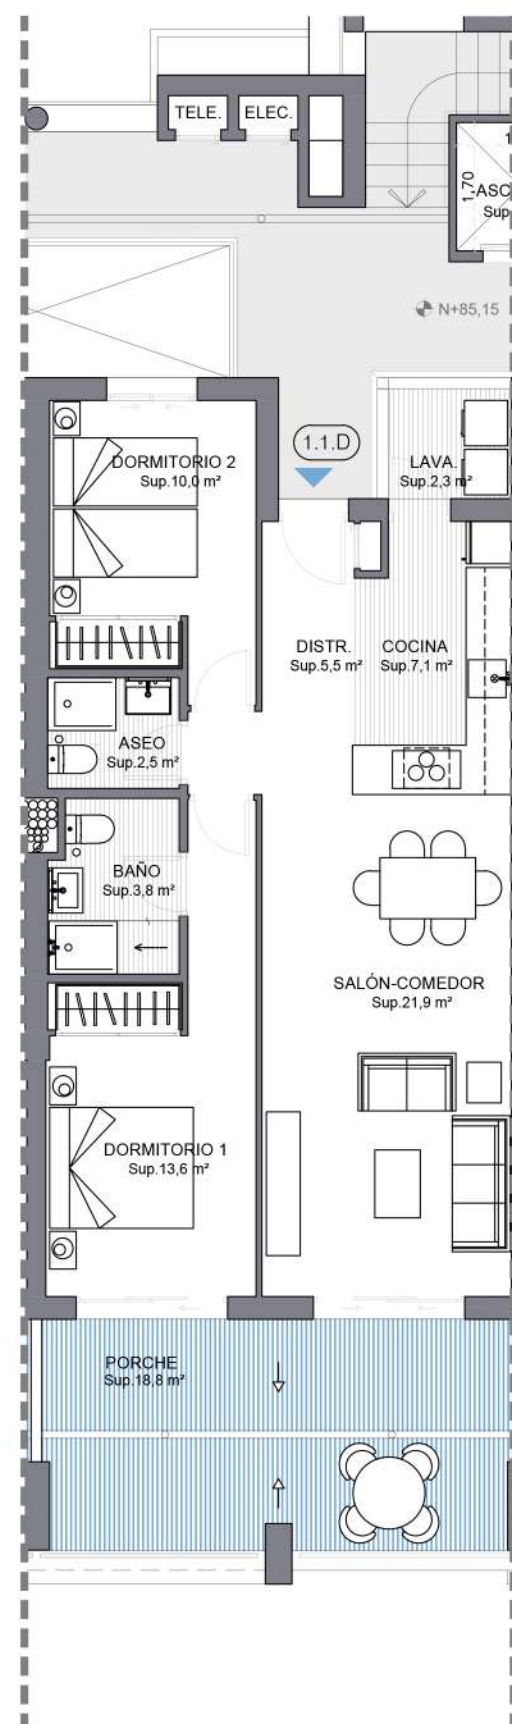 TELE.
ELEC.
1,70
ASC
Sup
N+85,15
1.1.D
DORMITORIO 2
Sup.10,0 m²
LAVA.
Sup.2,3 m²
DISTR.
Sup.5,5 m²
COCINA
Sup.7,1 m²
ASEO
Sup.2,5 m²
BAÑO
Sup.3,8 m²
SALÓN-COMEDOR
Sup.21,9 m²
DORMITORIO 1
Sup.13,6 m²
PORCHE
Sup.18,8 m²